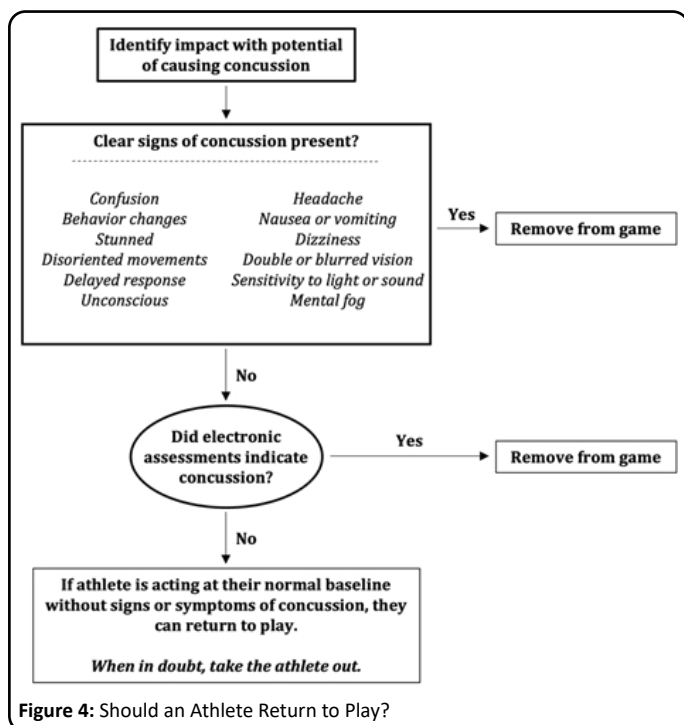 Identify impact with potential
of causing concussion
Clear signs of concussion present?
Confusion
Behavior changes
Stunned
Disoriented movements
Delayed response
Unconscious
Headache
Nausea or vomiting
Dizziness
Double or blurred vision
Sensitivity to light or sound
Mental fog
Yes
Remove from game
No
Did electronic
assessments indicate
concussion?
Yes
Remove from game
No
If athlete is acting at their normal baseline
without signs or symptoms of concussion, they
can return to play.
When in doubt, take the athlete out.
Figure 4: Should an Athlete Return to Play?